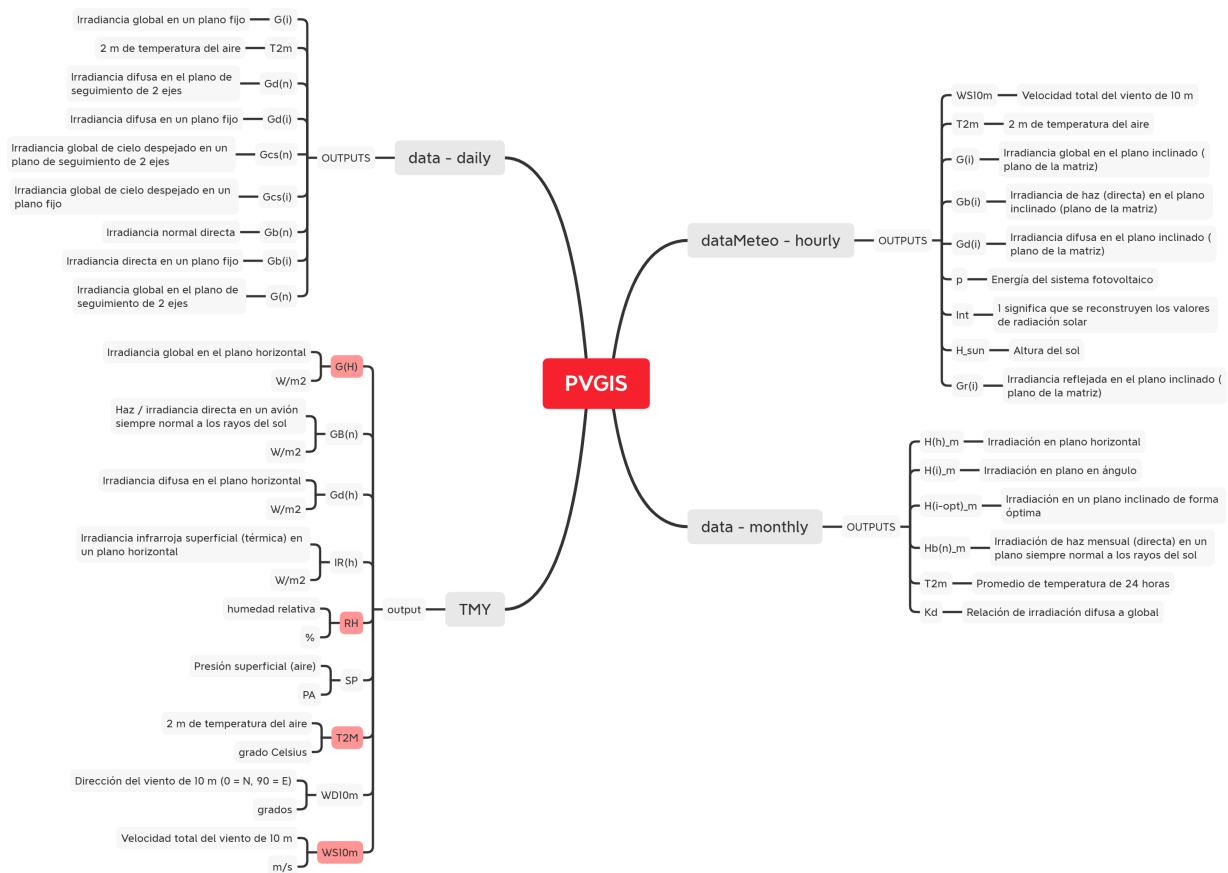 PVGIS
data - daily
OUTPUTS
G(i)
Irradiancia global en un plano fijo
T2m
2 m de temperatura del aire
Gd(n)
Irradiancia difusa en el plano de
seguimiento de 2 ejes
Gd(i)
Irradiancia difusa en un plano fijo
Gcs(n)
Irradiancia global de cielo despejado en un
plano de seguimiento de 2 ejes
Gcs(i)
Irradiancia global de cielo despejado en un
plano fijo
Gb(n)
Irradiancia normal directa
Gb(i)
Irradiancia directa en un plano fijo
G(n)
Irradiancia global en el plano de
seguimiento de 2 ejes
TMY
output
G(H)
Irradiancia global en el plano horizontal
W/m2
GB(n)
Haz / irradiancia directa en un avión
siempre normal a los rayos del sol
W/m2
Gd(h)
Irradiancia difusa en el plano horizontal
W/m2
IR(h)
Irradiancia infrarroja superficial (térmica) en
un plano horizontal
W/m2
RH
humedad relativa
%
SP
Presión superficial (aire)
PA
T2M
2 m de temperatura del aire
grado Celsius
WD10m
Dirección del viento de 10 m (0 = N, 90 = E)
grados
WS10m
Velocidad total del viento de 10 m
m/s
dataMeteo - hourly
OUTPUTS
WS10m
Velocidad total del viento de 10 m
T2m
2 m de temperatura del aire
G(i)
Irradiancia global en el plano inclinado (
plano de la matriz)
Gb(i)
Irradiancia de haz (directa) en el plano
inclinado (plano de la matriz)
Gd(i)
Irradiancia difusa en el plano inclinado (
plano de la matriz)
p
Energía del sistema fotovoltaico
Int
1 significa que se reconstruyen los valores
de radiación solar
H_sun
Altura del sol
Gr(i)
Irradiancia reflejada en el plano inclinado (
plano de la matriz)
data - monthly
OUTPUTS
H(h)_m
Irradiación en plano horizontal
H(i)_m
Irradiación en plano en ángulo
H(i-opt)_m
Irradiación en un plano inclinado de forma
óptima
Hb(n)_m
Irradiación de haz mensual (directa) en un
plano siempre normal a los rayos del sol
T2m
Promedio de temperatura de 24 horas
Kd
Relación de irradiación difusa a global